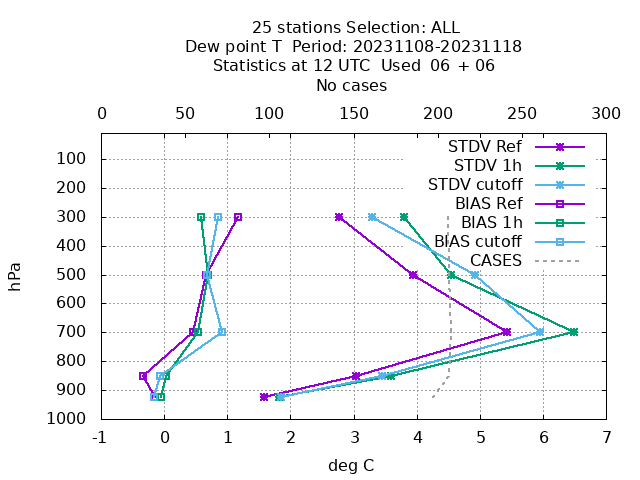 25 stations Selection: ALL
Dew point T  Period: 20231108-20231118
Statistics at 12 UTC  Used  06 + 06
No cases
0 50 100 150 200 250 300
STDV Ref
STDV 1h
STDV cutoff
BIAS Ref
BIAS 1h
BIAS cutoff
CASES
100
200
300
400
500
600
700
800
900
1000
hPa
-1 0 1 2 3 4 5 6 7
deg C